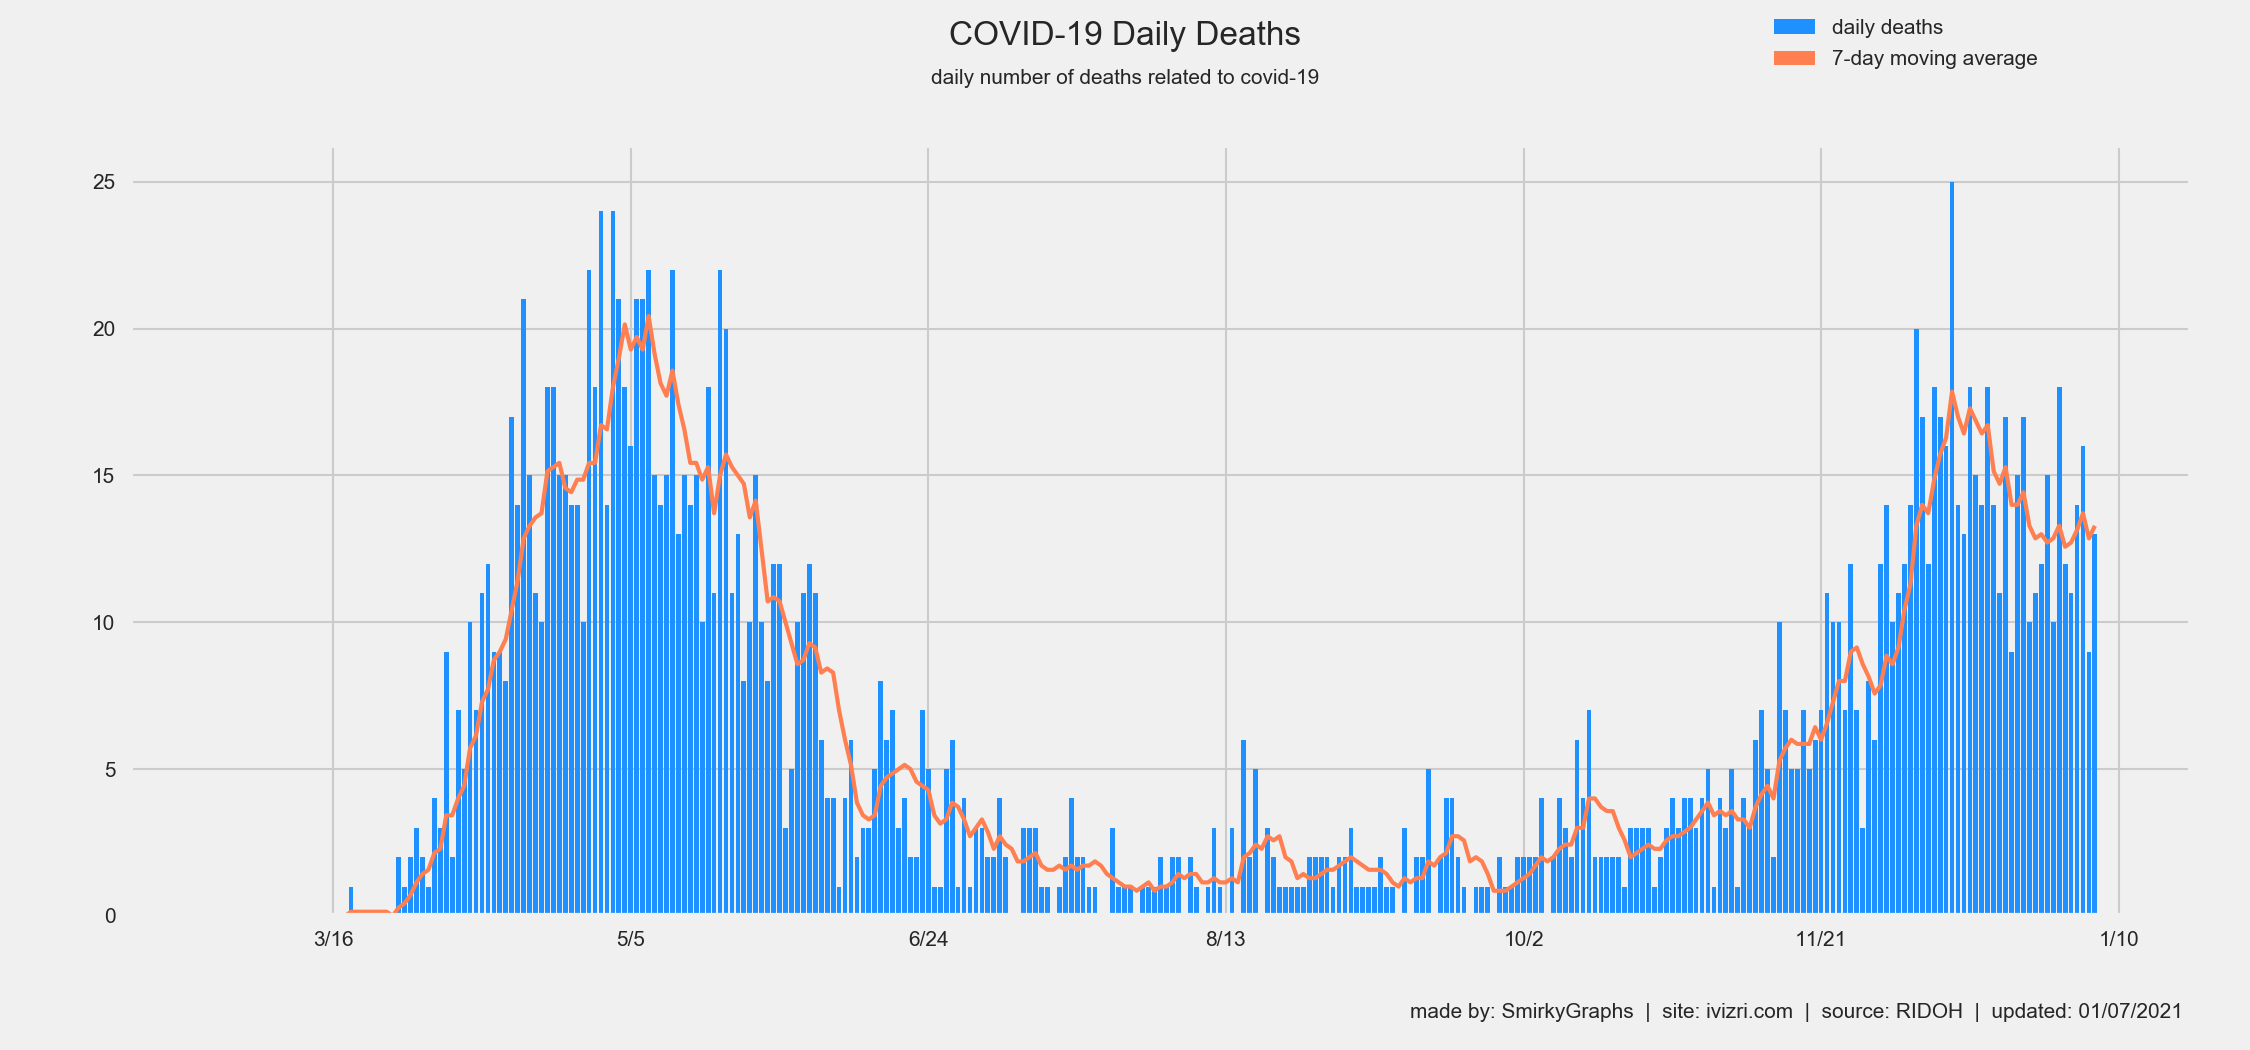 COVID-19 Daily Deaths
daily number of deaths related to covid-19
daily deaths
7-day moving average
25
20
15
10
5
0
3/16 5/5 6/24 8/13 10/2 11/21 1/10
made by: SmirkyGraphs | site: ivizri.com | source: RIDOH | updated: 01/07/2021